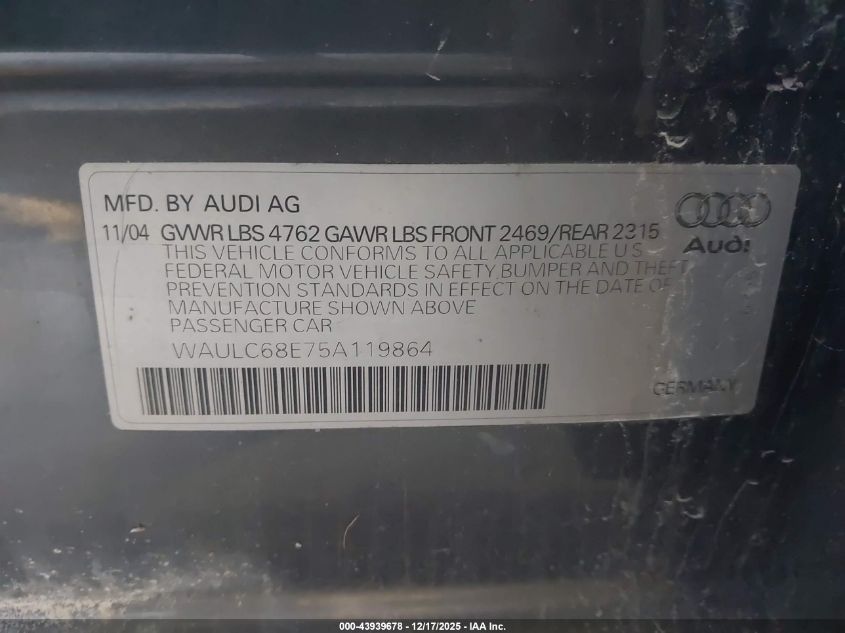 MFD. BY AUDI AG
11/04 GVWR LBS 4762 GAWR LBS FRONT 2469/REAR 2315
THIS VEHICLE CONFORMS TO ALL APPLICABLE U S
FEDERAL MOTOR VEHICLE SAFETY, BUMPER AND THEFT
PREVENTION STANDARDS IN EFFECT ON THE DATE OF
MANUFACTURE SHOWN ABOVE
PASSENGER CAR
WAULC68E75A119864
Audi
GERMANY
000-43939678 - 12/17/2025 - IAA Inc.